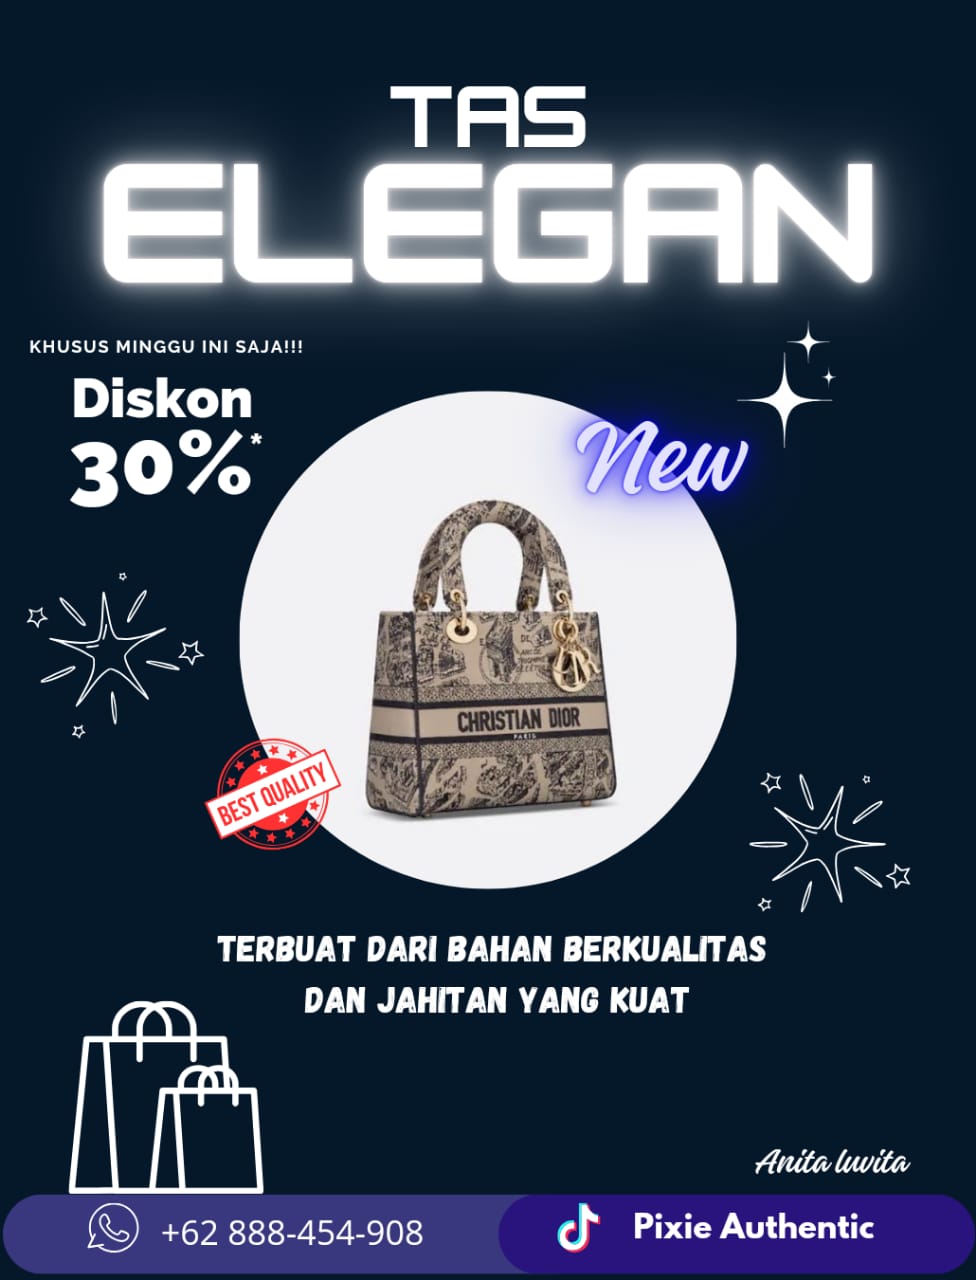 TAS
ELEGAN
KHUSUS MINGGU INI SAJA!!!
Diskon
30%*
New
CHRISTIAN DIOR
PARIS
BEST QUALITY
TERBUAT DARI BAHAN BERKUALITAS
DAN JAHITAN YANG KUAT
Anita luvita
+62 888-454-908
Pixie Authentic